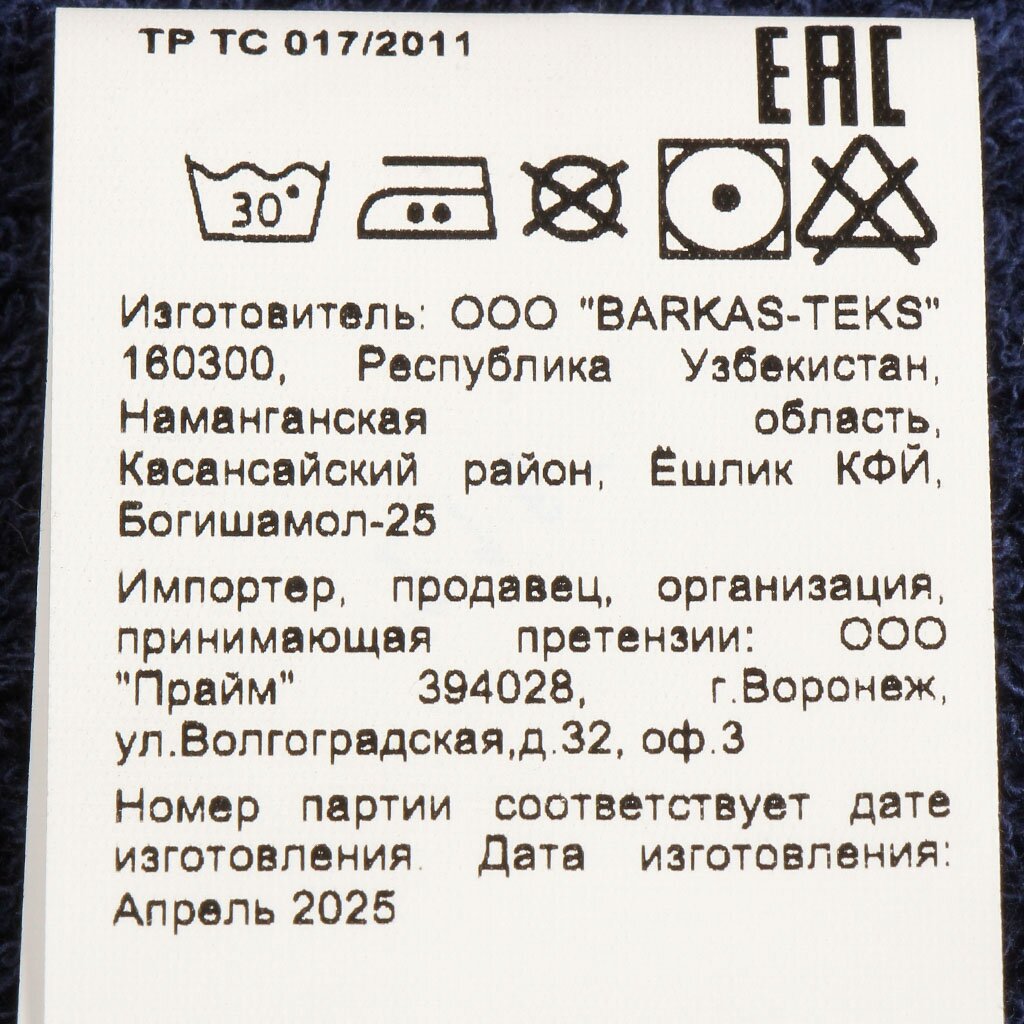 ТР ТС 017/2011
EAC
30°
Изготовитель: ООО "BARKAS-TEKS"
160300, Республика Узбекистан,
Наманганская область,
Касансайский район, Ёшлик КФЙ,
Богишамол-25
Импортер, продавец, организация,
принимающая претензии: ООО
"Прайм" 394028, г.Воронеж,
ул.Волгоградская,д.32, оф.3
Номер партии соответствует дате
изготовления. Дата изготовления:
Апрель 2025